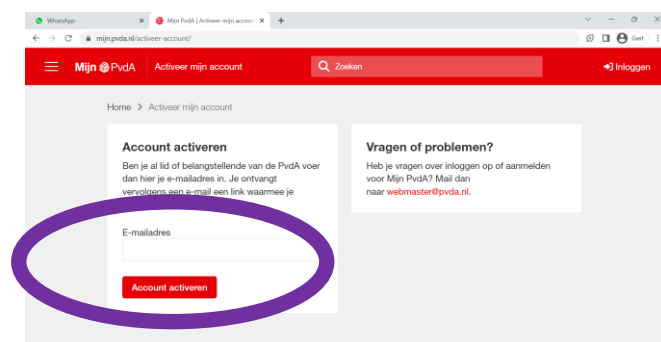 WhatsApp
Mijn PvdA | Activeer mijn accoun
mijn.pvda.nl/activeer-account/
Gast
Mijn PvdA
Activeer mijn account
Zoeken
Inloggen
Home > Activeer mijn account
Account activeren
Ben je al lid of belangstellende van de PvdA voer
dan hier je e-mailadres in. Je ontvangt
vervolgens een e-mail een link waarmee je
E-mailadres
Account activeren
Vragen of problemen?
Heb je vragen over inloggen op of aanmelden
voor Mijn PvdA? Mail dan
naar webmaster@pvda.nl.